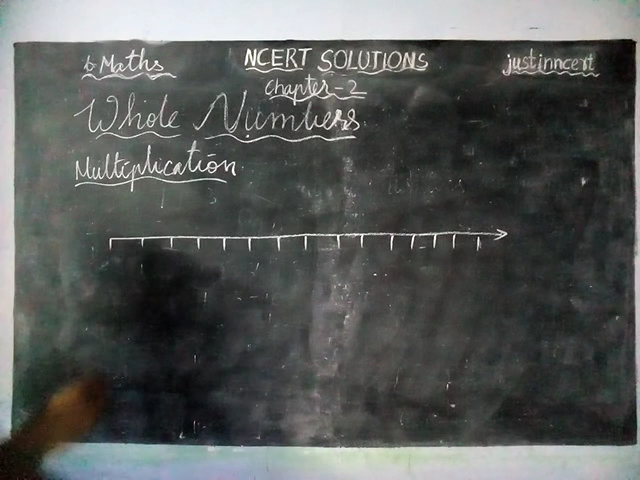 6 Maths NCERT SOLUTIONS justinncert
Chapter-2
Whole Numbers
Multiplication